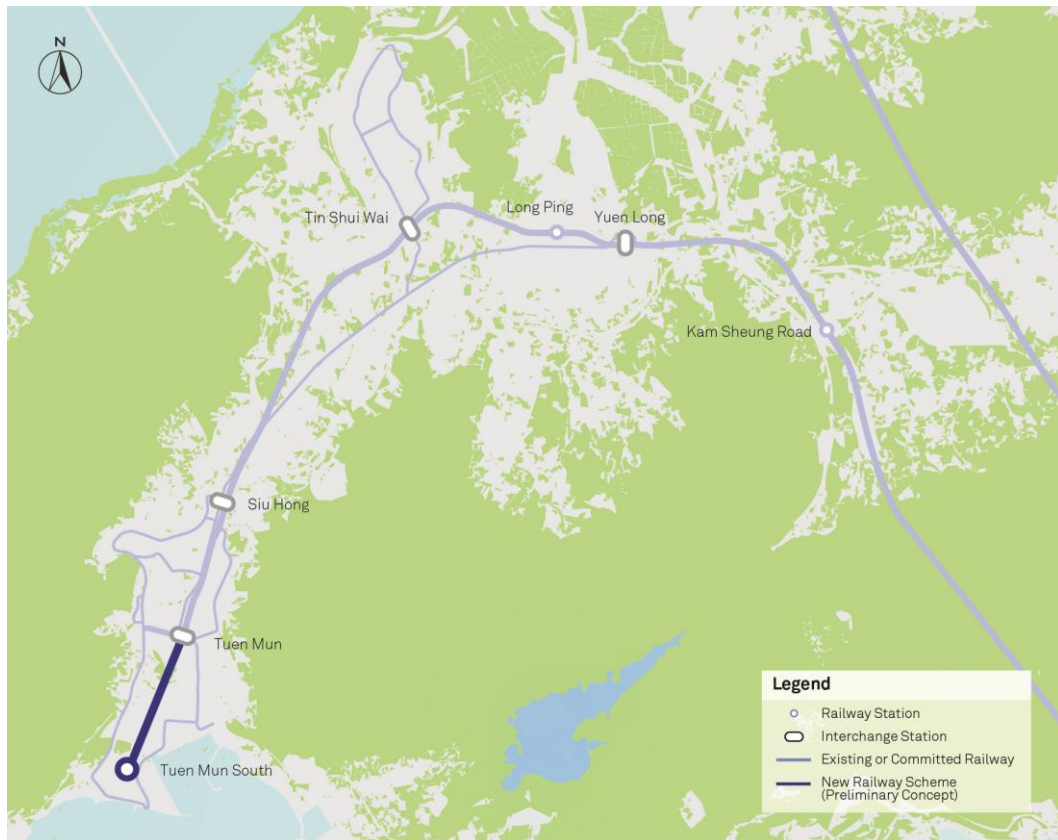 N
Tin Shui Wai
Long Ping
Yuen Long
Kam Sheung Road
Siu Hong
Tuen Mun
Tuen Mun South
Legend
Railway Station
Interchange Station
Existing or Committed Railway
New Railway Scheme
(Preliminary Concept)